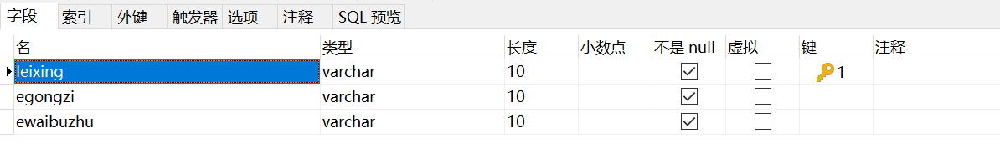 字段 索引 外键 触发器 选项 注释 SQL 预览
名 类型 长度 小数点 不是 null 虚拟 键 注释
leixing varchar 10 1
egongzi varchar 10
ewaibuzhu varchar 10